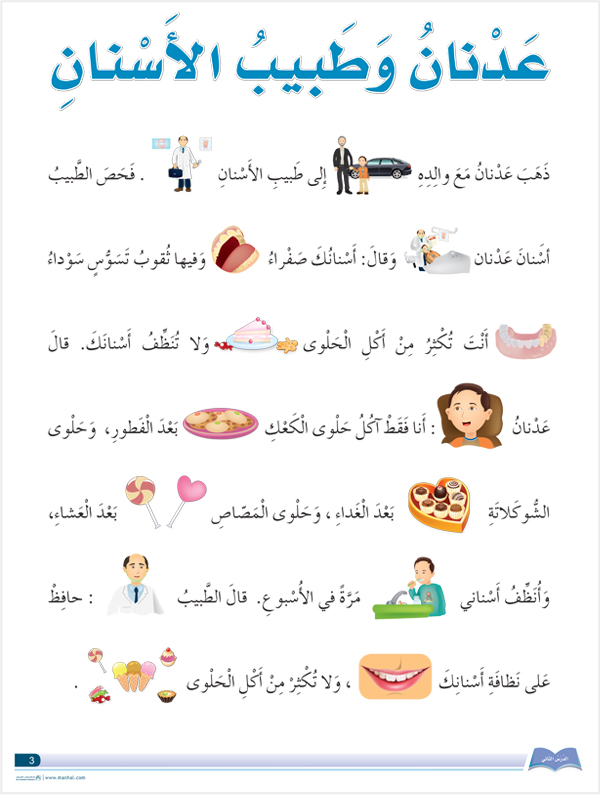 عَدْنانُ وَطَبيبُ الأَسْنانِ
ذَهَبَ عَدْنانُ مَعَ والِدِهِ إِلى طَبيبِ الأَسْنانِ . فَحَصَ الطَّبيبُ
أَسْنانَ عَدْنان وَقالَ: أَسْنانُكَ صَفْراءُ وَفيها ثُقوبُ تَسَوُّسٍ سَوْداءُ
أَنْتَ تُكْثِرُ مِنْ أَكْلِ الْحَلْوى وَلا تُنَظِّفُ أَسْنانَكَ. قالَ
عَدْنانُ : أَنا فَقَطْ آكُلُ حَلْوى الْكَعْكِ بَعْدَ الْفَطورِ، وَحَلْوى
الشُّوكَلاتَةِ بَعْدَ الْغَداءِ، وَحَلْوى الْمَصّاصِ بَعْدَ الْعَشاءِ،
وَأُنَظِّفُ أَسْناني مَرَّةً في الأُسْبوعِ. قالَ الطَّبيبُ : حافِظْ
عَلى نَظافَةِ أَسْنانِكَ ، وَلا تُكْثِرْ مِنْ أَكْلِ الْحَلْوى .
الدرس الثاني
3
www.manhal.com